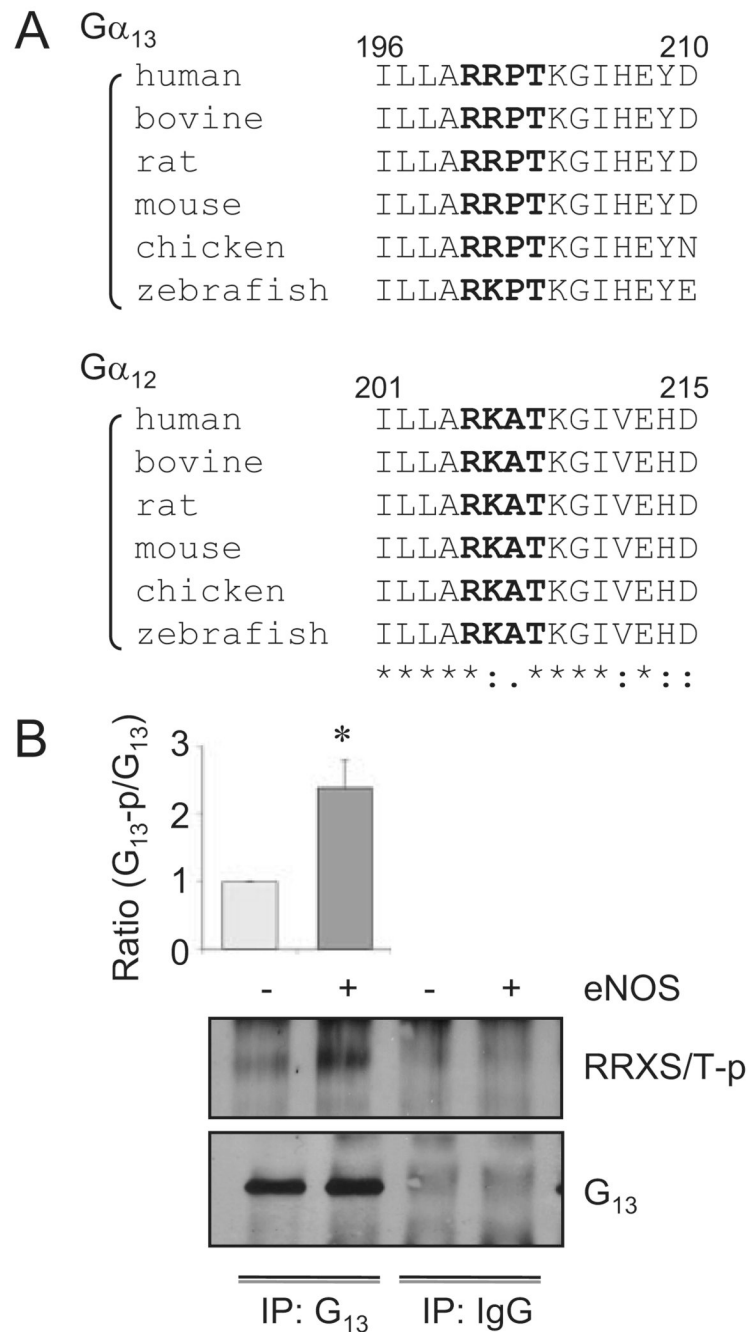 A
Gα13
196 210
human ILLARRPTKGIHEYD
bovine ILLARRPTKGIHEYD
rat ILLARRPTKGIHEYD
mouse ILLARRPTKGIHEYD
chicken ILLARRPTKGIHEYN
zebrafish ILLARKPTKGIHEYE
Gα12
201 215
human ILLARKATKGIVEHD
bovine ILLARKATKGIVEHD
rat ILLARKATKGIVEHD
mouse ILLARKATKGIVEHD
chicken ILLARKATKGIVEHD
zebrafish ILLARKATKGIVEHD
*****:.****:*::
B
Ratio (G13-p/G13)
3
2
1
0
*
- + - + eNOS
RRXS/T-p
G13
IP: G13 IP: IgG